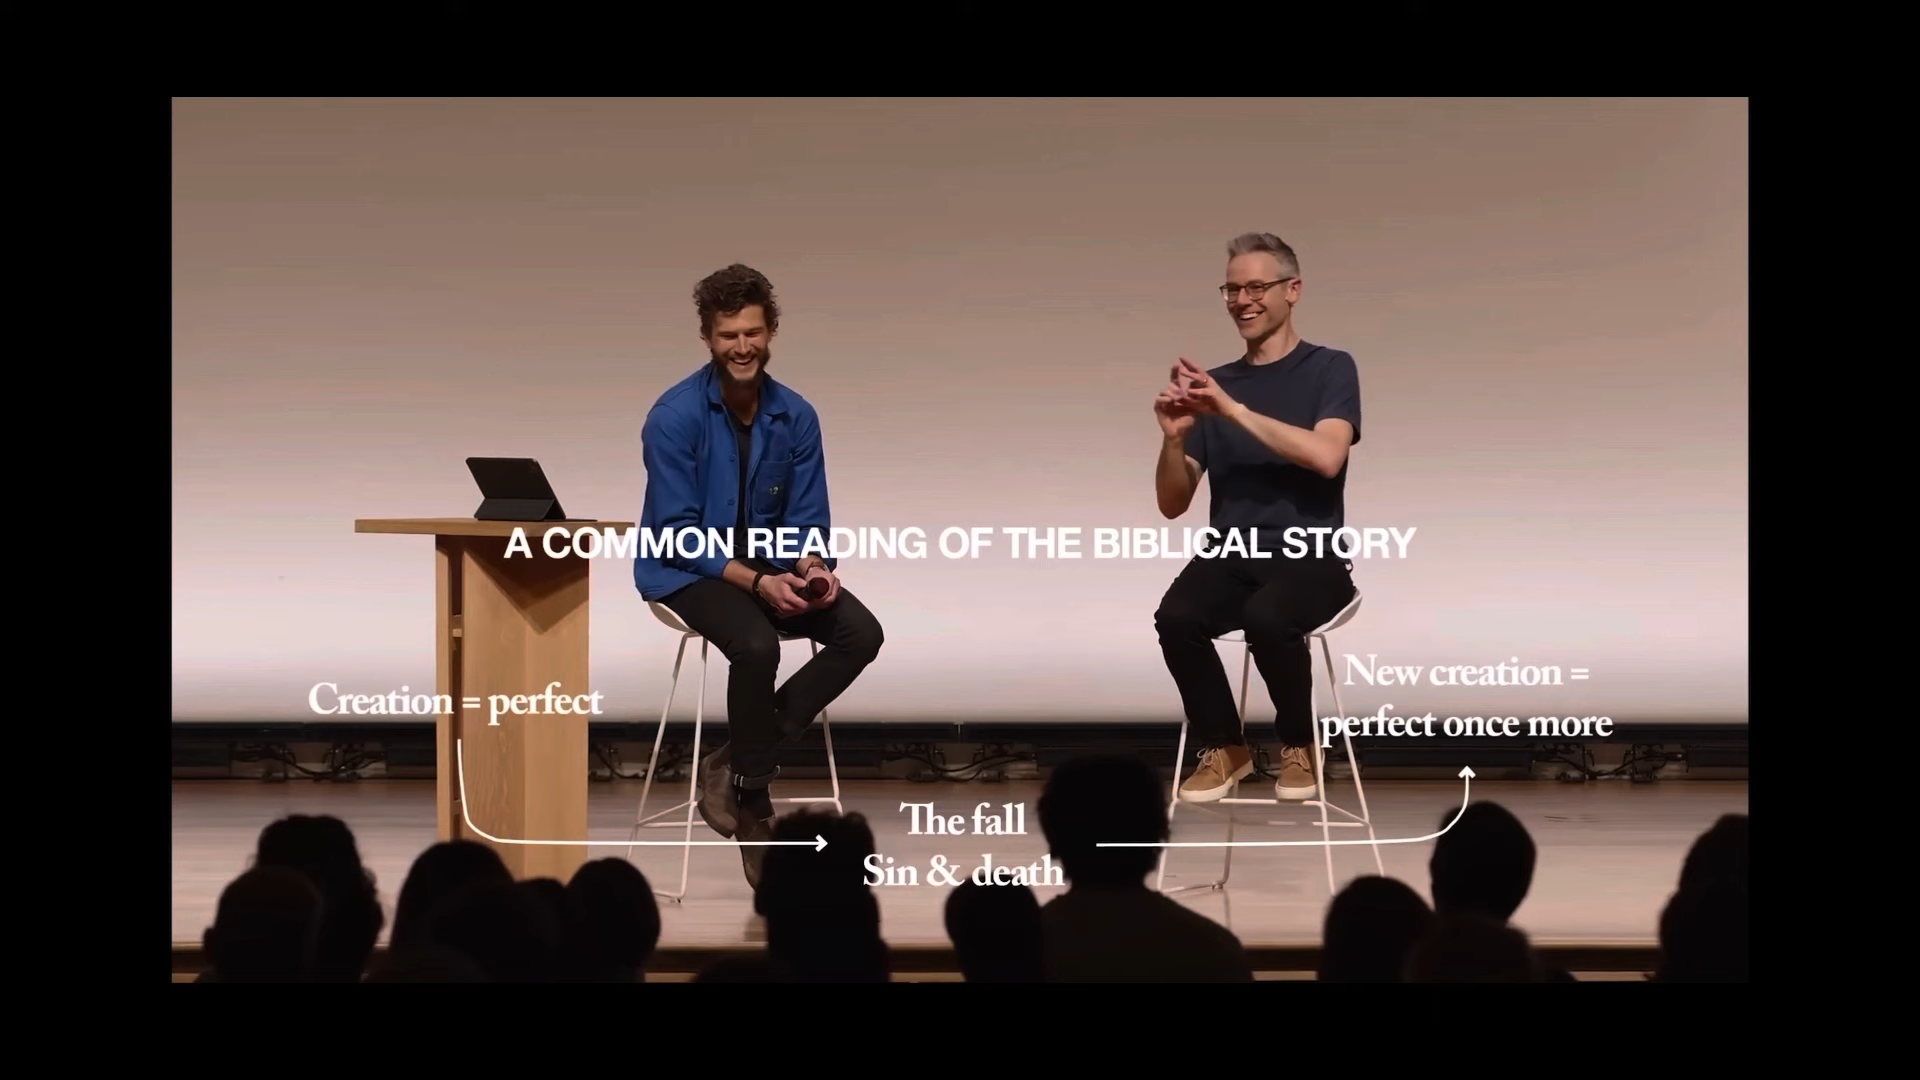 A COMMON READING OF THE BIBLICAL STORY
Creation = perfect
The fall
Sin & death
New creation =
perfect once more